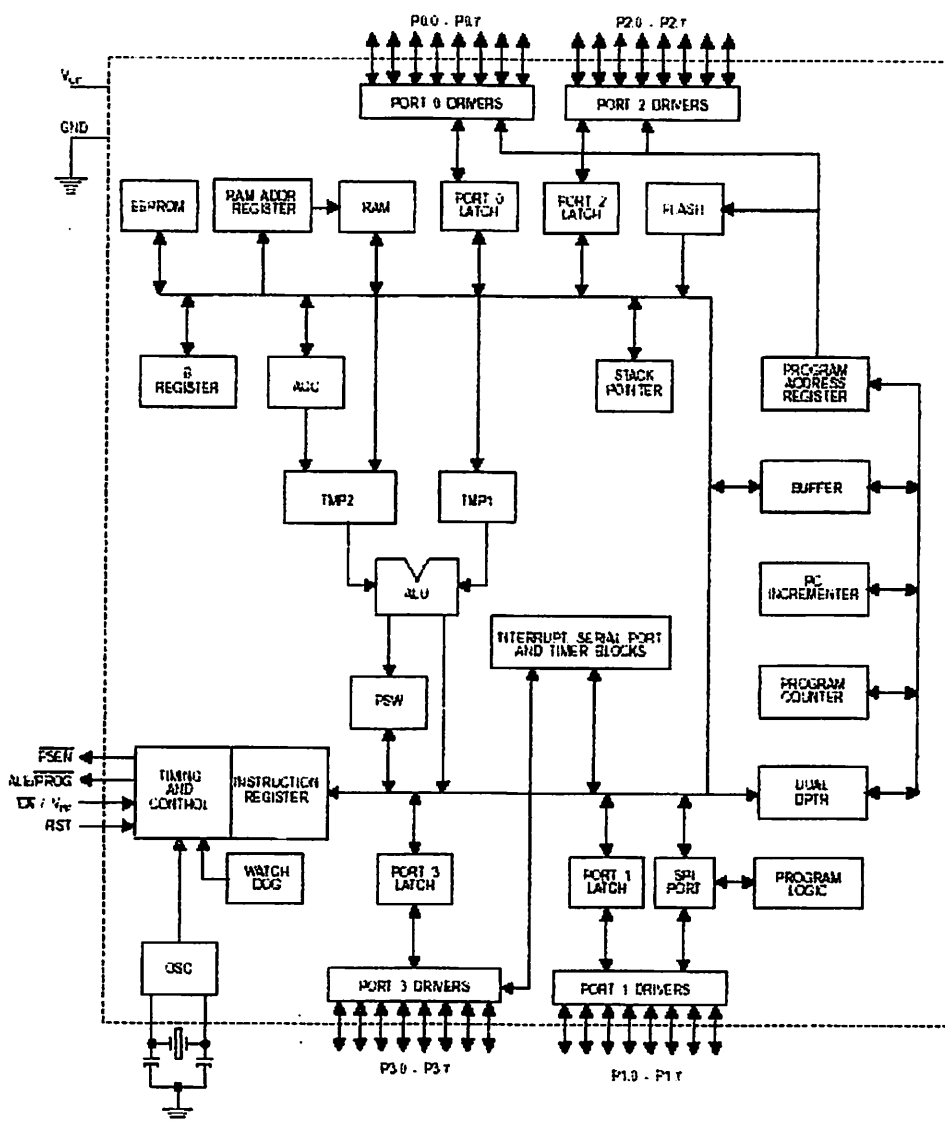 P0.0 - P0.7
P2.0 - P2.7
GND
PORT 0 DRIVERS
PORT 2 DRIVERS
EEPROM
RAM ADDR
REGISTER
RAM
PORT 0
LATCH
PORT 2
LATCH
FLASH
B
REGISTER
ACC
STACK
POINTER
PROGRAM
ADDRESS
REGISTER
TMP2
TMP1
BUFFER
ALU
PC
INCREMENTER
INTERRUPT, SERIAL PORT
AND TIMER BLOCKS
PSW
PROGRAM
COUNTER
PSEN
ALE/PROG
EA / VPP
RST
TIMING
AND
CONTROL
INSTRUCTION
REGISTER
DUAL
DPTR
WATCH
DOG
PORT 3
LATCH
PORT 1
LATCH
SPI
PORT
PROGRAM
LOGIC
OSC
PORT 3 DRIVERS
PORT 1 DRIVERS
P3.0 - P3.7
P1.0 - P1.7